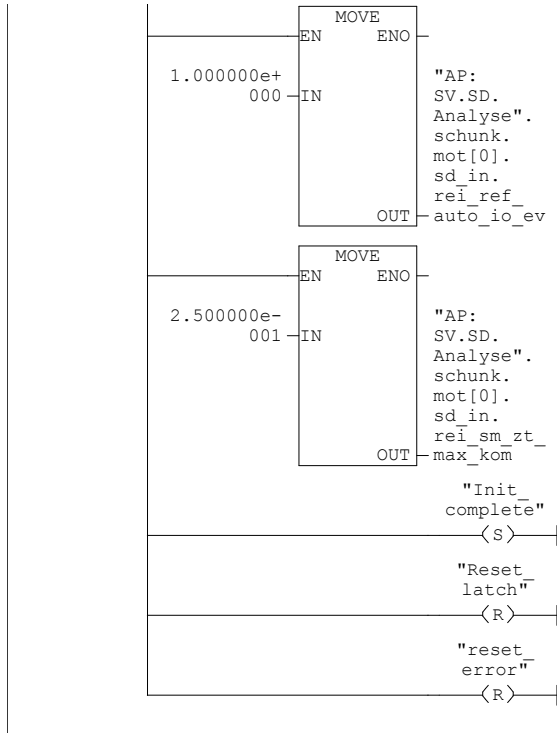 MOVE
EN ENO
1.000000e+ "AP:
000 IN SV.SD.
Analyse".
schunk.
mot[0].
sd_in.
rei_ref_
OUT auto_io_ev
MOVE
EN ENO
2.500000e- "AP:
001 IN SV.SD.
Analyse".
schunk.
mot[0].
sd_in.
rei_sm_zt_
OUT max_kom
"Init_
complete"
S
"Reset_
latch"
R
"reset_
error"
R